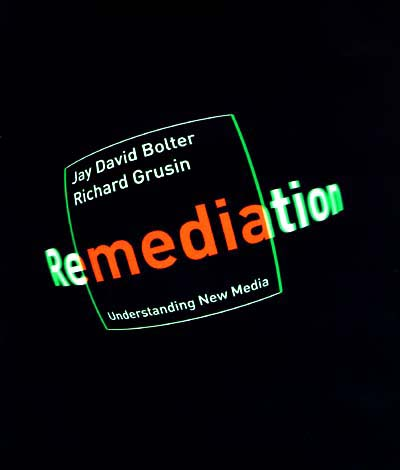 Jay David Bolter
Richard Grusin
Remediation
Understanding New Media